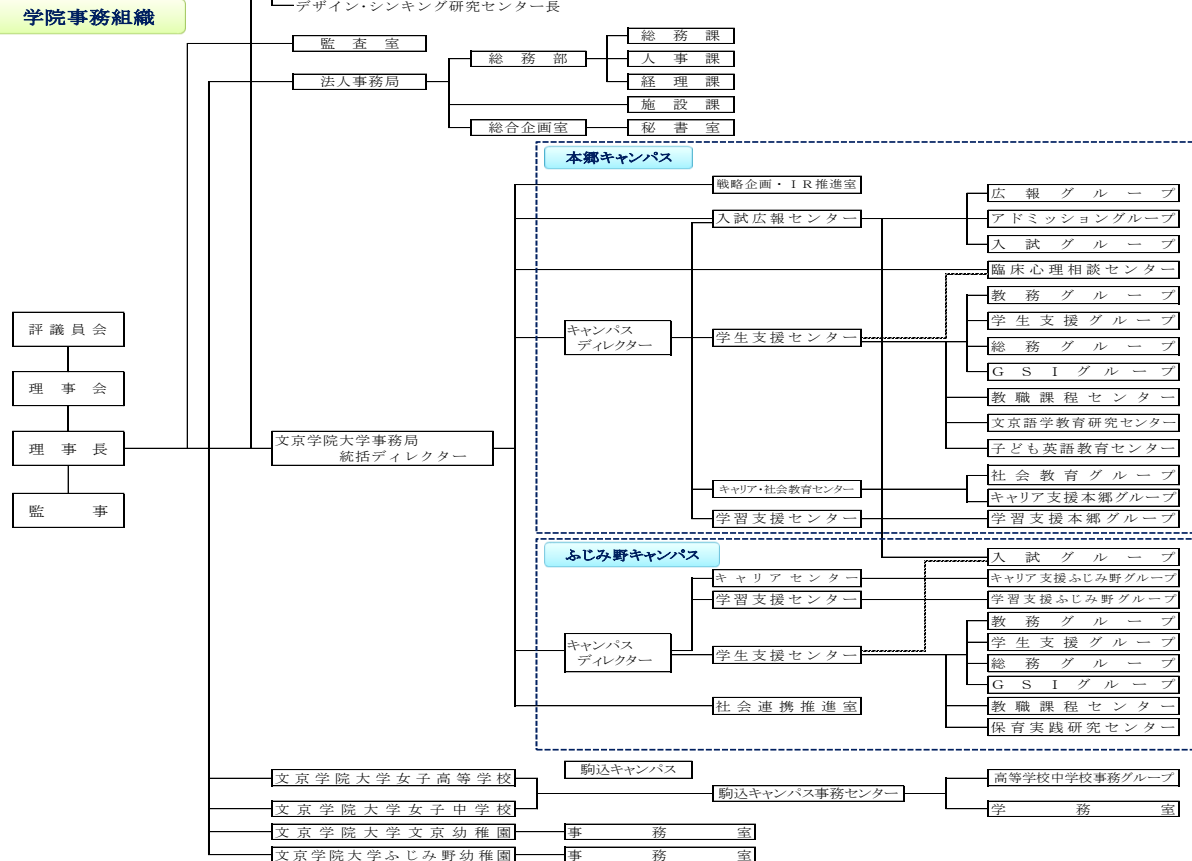 デザイン・シンキング研究センター長
学院事務組織
監査室
法人事務局
総務部
総務課
人事課
経理課
施設課
総合企画室
秘書室
本郷キャンパス
戦略企画・IR推進室
入試広報センター
広報グループ
アドミッショングループ
入試グループ
臨床心理相談センター
評議員会
理事会
理事長
監事
文京学院大学事務局
統括ディレクター
キャンパス
ディレクター
学生支援センター
教務グループ
学生支援グループ
総務グループ
GSIグループ
教職課程センター
文京語学教育研究センター
子ども英語教育センター
キャリア・社会教育センター
社会教育グループ
キャリア支援本郷グループ
学習支援センター
学習支援本郷グループ
ふじみ野キャンパス
入試グループ
キャリアセンター
キャリア支援ふじみ野グループ
学習支援センター
学習支援ふじみ野グループ
キャンパス
ディレクター
学生支援センター
教務グループ
学生支援グループ
総務グループ
GSIグループ
教職課程センター
保育実践研究センター
社会連携推進室
文京学院大学女子高等学校
文京学院大学女子中学校
駒込キャンパス
駒込キャンパス事務センター
高等学校中学校事務グループ
学務室
文京学院大学文京幼稚園
事務室
文京学院大学ふじみ野幼稚園
事務室